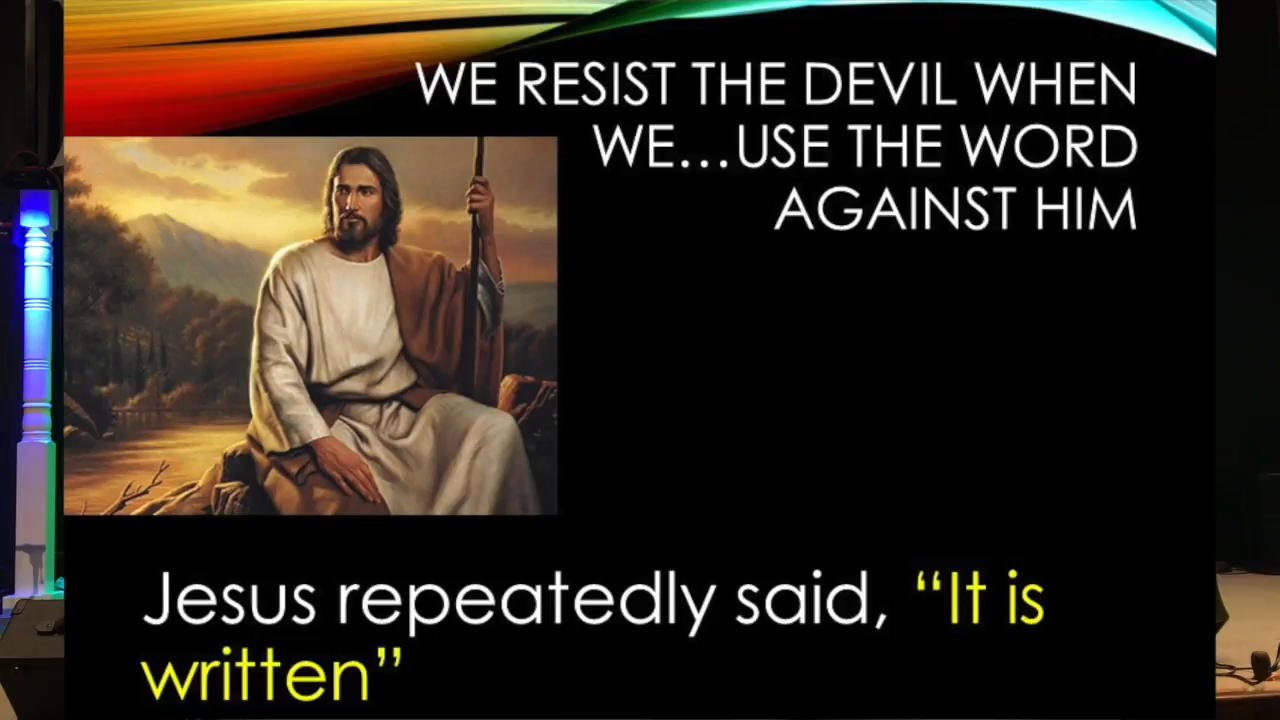 WE RESIST THE DEVIL WHEN
WE...USE THE WORD
AGAINST HIM
Jesus repeatedly said, “It is
written”